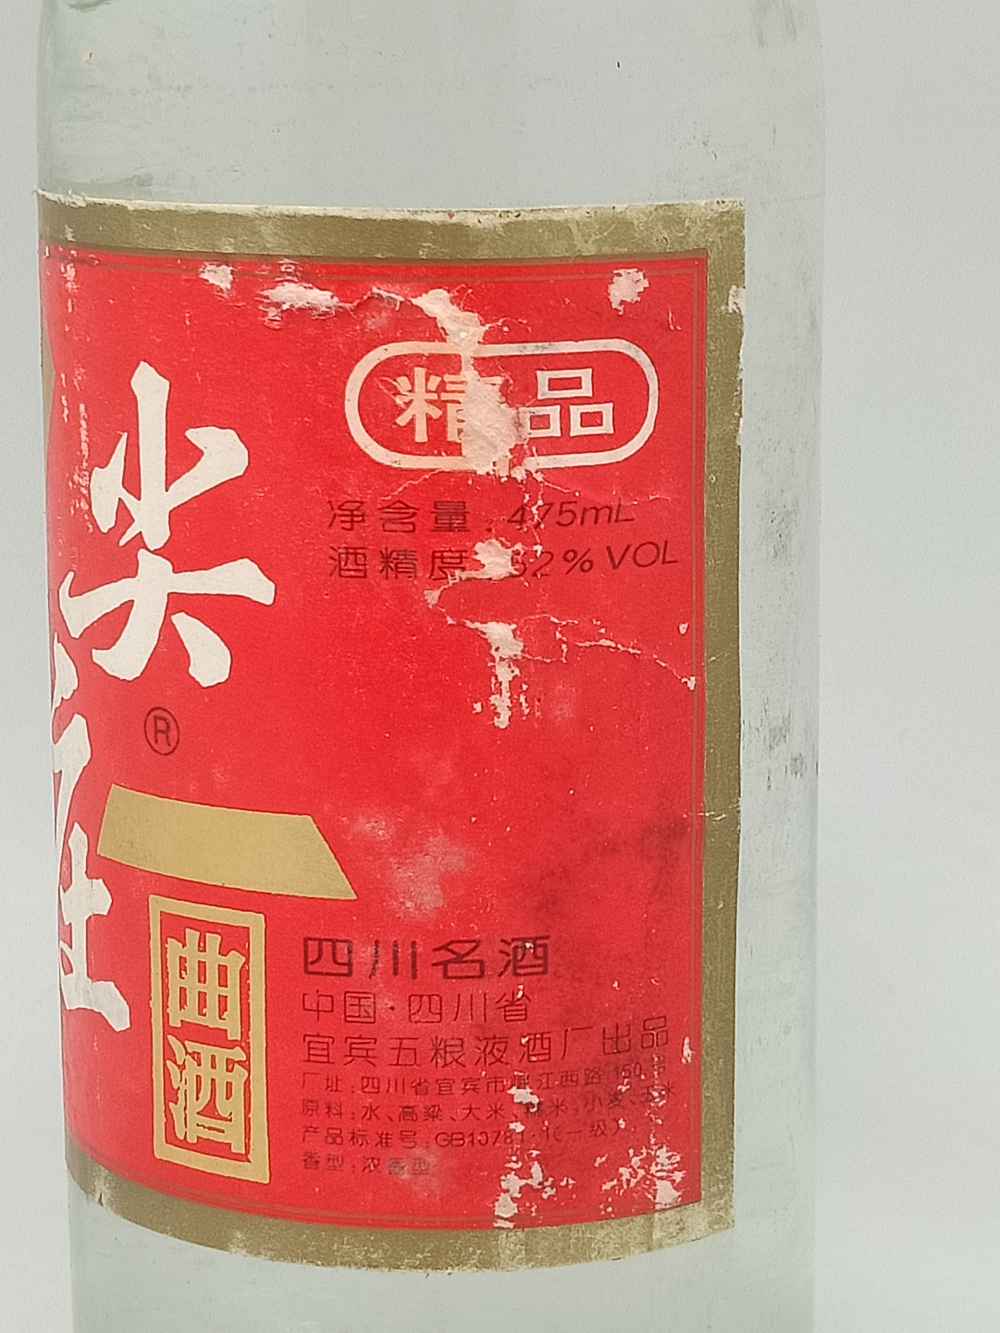 尖
庄
®
曲酒
精品
净含量:475mL
酒精度:52%VOL
四川名酒
中国·四川省
宜宾五粮液酒厂出品
厂址:四川省宜宾市岷江西路150号
原料:水、高粱、大米、糯米、小麦、玉米
产品标准号:GB10781·1(一级)
香型:浓香型